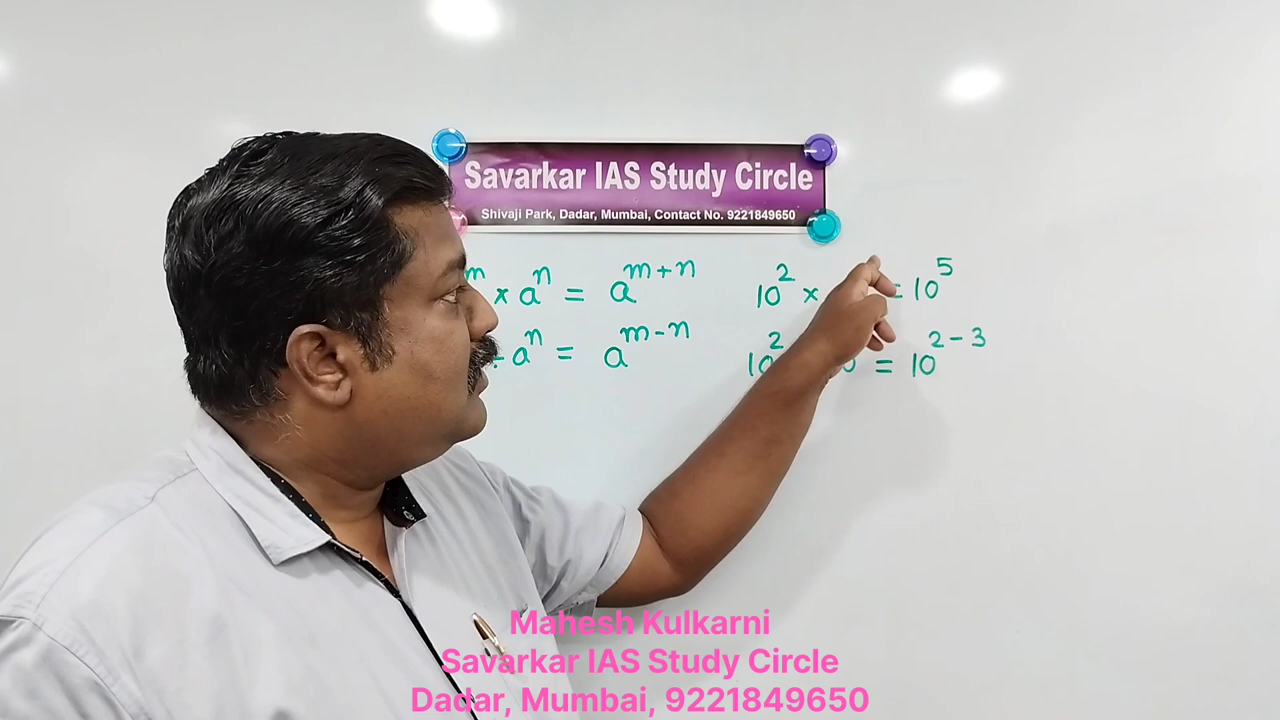 Savarkar IAS Study Circle
Shivaji Park, Dadar, Mumbai, Contact No. 9221849650
m × aⁿ = aᵐ⁺ⁿ 10² × = 10⁵
÷ aⁿ = aᵐ⁻ⁿ 10² = 10²⁻³
Mahesh Kulkarni
Savarkar IAS Study Circle
Dadar, Mumbai, 9221849650